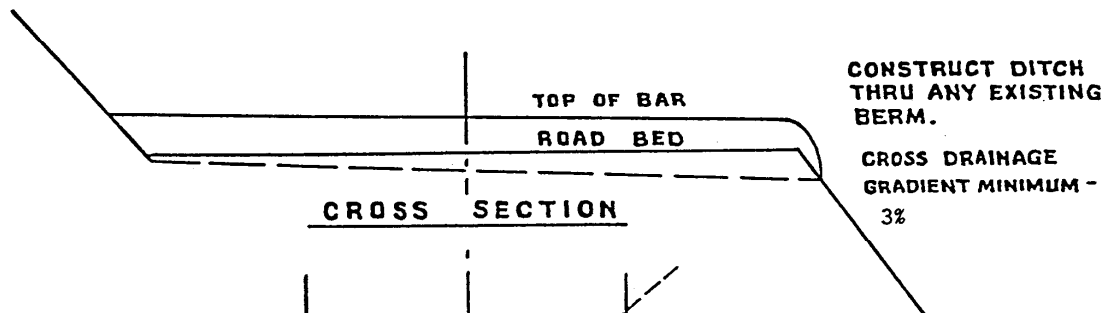 TOP OF BAR
ROAD BED
CROSS SECTION
CONSTRUCT DITCH
THRU ANY EXISTING
BERM.
CROSS DRAINAGE
GRADIENT MINIMUM -
3%